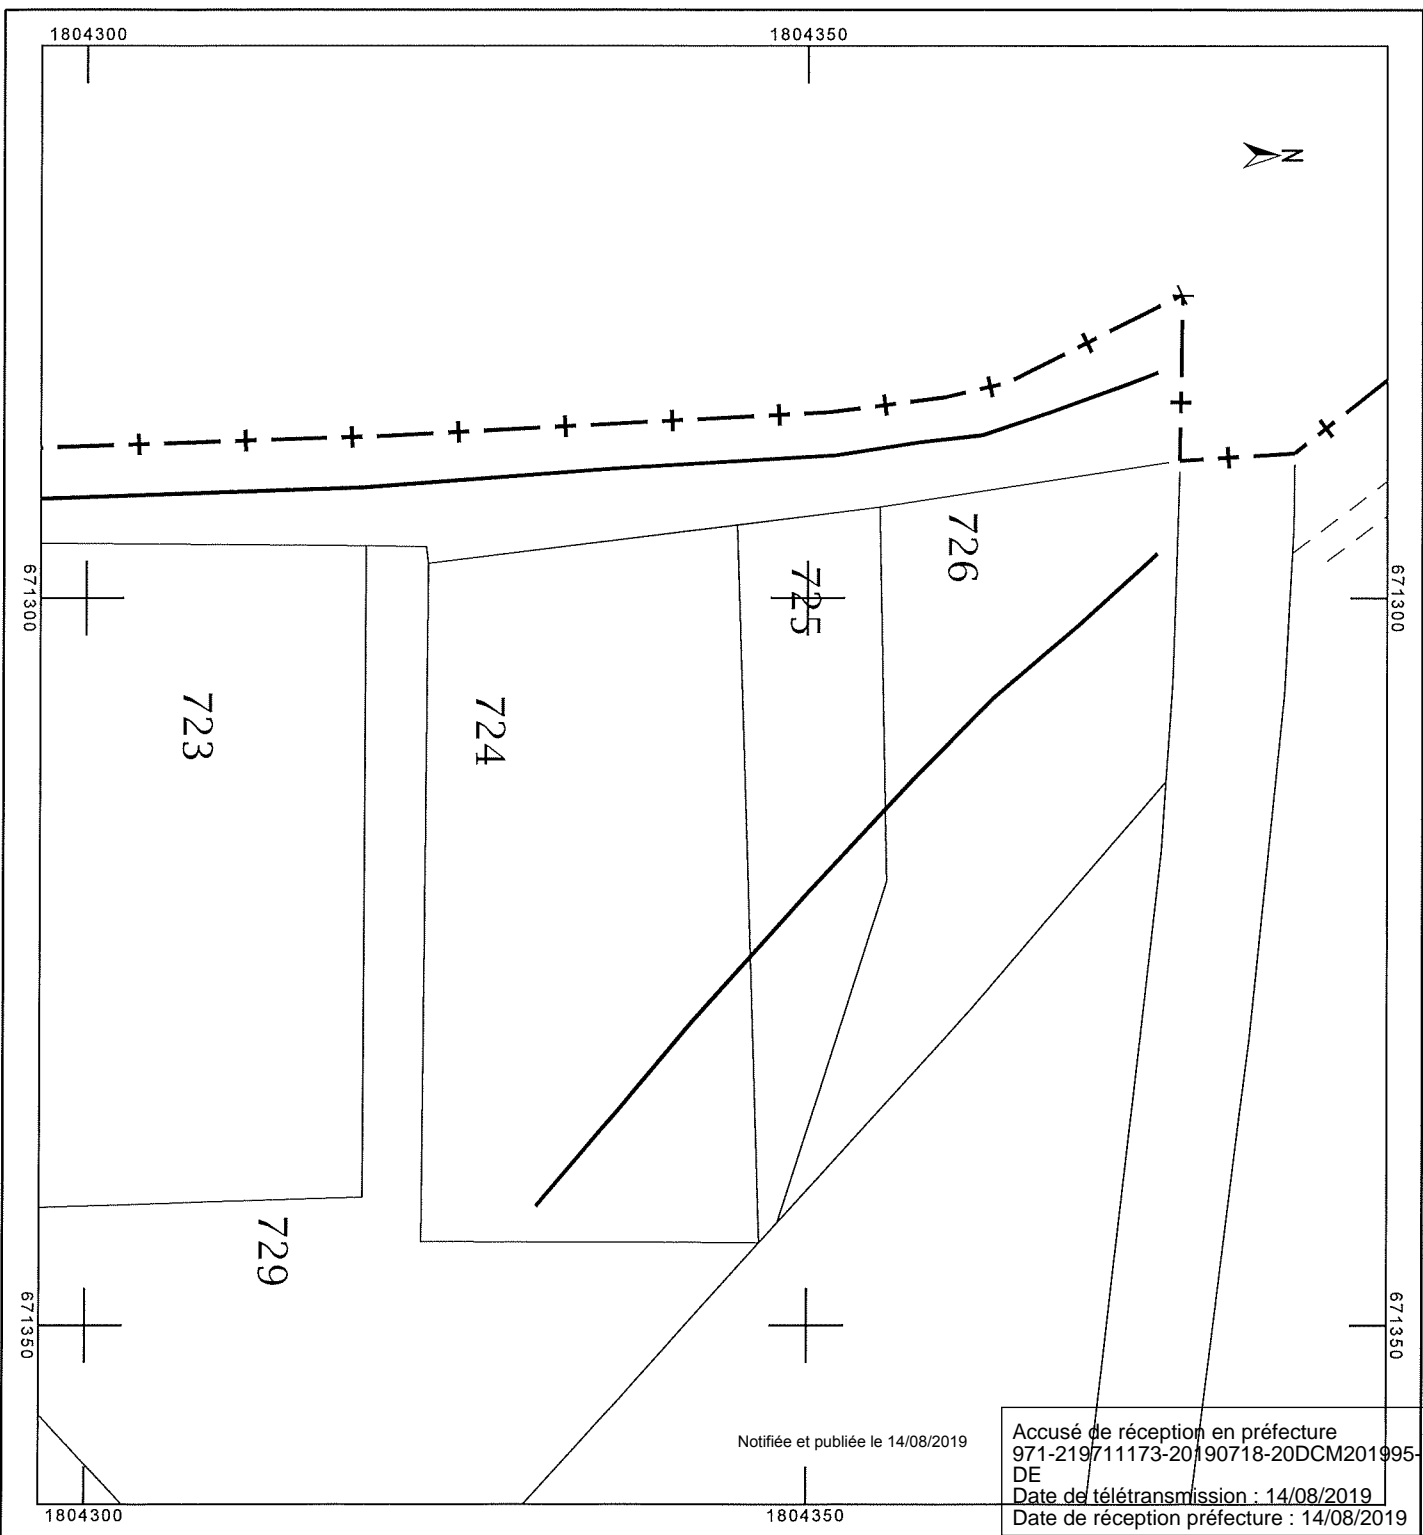 1804300
1804350
N
726
725
671300
671300
723
724
729
671350
671350
Notifiée et publiée le 14/08/2019
Accusé de réception en préfecture
971-219711173-20190718-20DCM201995-
DE
Date de télétransmission : 14/08/2019
Date de réception préfecture : 14/08/2019
1804300
1804350